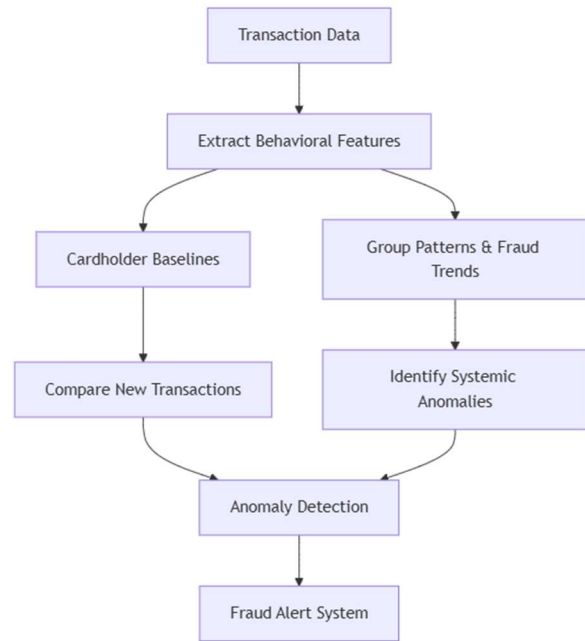 Transaction Data
Extract Behavioral Features
Cardholder Baselines
Group Patterns & Fraud
Trends
Compare New Transactions
Identify Systemic
Anomalies
Anomaly Detection
Fraud Alert System